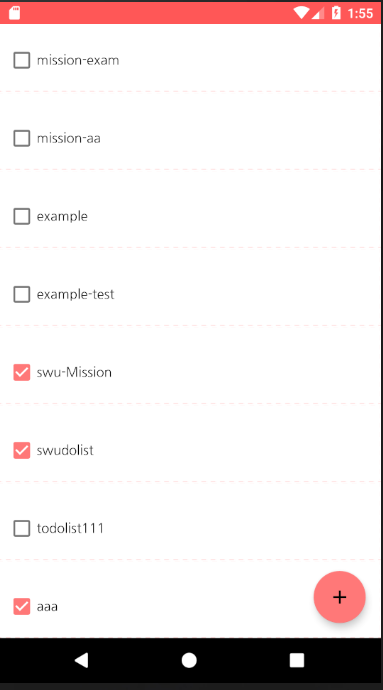 1:55
mission-exam
mission-aa
example
example-test
swu-Mission
swudolist
todolist111
aaa
+